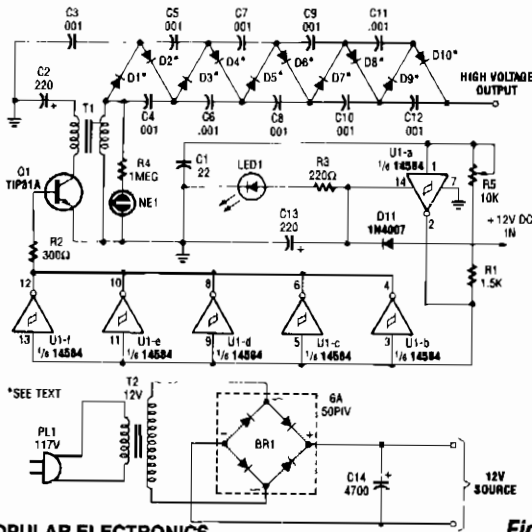 C3
001
C5
001
C7
001
C9
001
C11
.001
D2*
D4*
D6*
D8*
D10*
D1*
D3*
D5*
D7*
D9*
C2
220
T1
HIGH VOLTAGE
OUTPUT
C4
001
C6
.001
C8
001
C10
001
C12
001
Q1
TIP31A
R4
1MEG
NE1
C1
22
LED1
R3
220Ω
U1-a
1/6 14584
1
14
7
2
R5
10K
+12V DC
IN
C13
220
D11
1N4007
R1
1.5K
R2
300Ω
12
10
8
6
4
13
U1-f
1/6 14584
11
U1-e
1/6 14584
9
U1-d
1/6 14584
5
U1-c
1/6 14584
3
U1-b
1/6 14584
*SEE TEXT
T2
12V
PL1
117V
6A
50PIV
BR1
C14
4700
12V
SOURCE